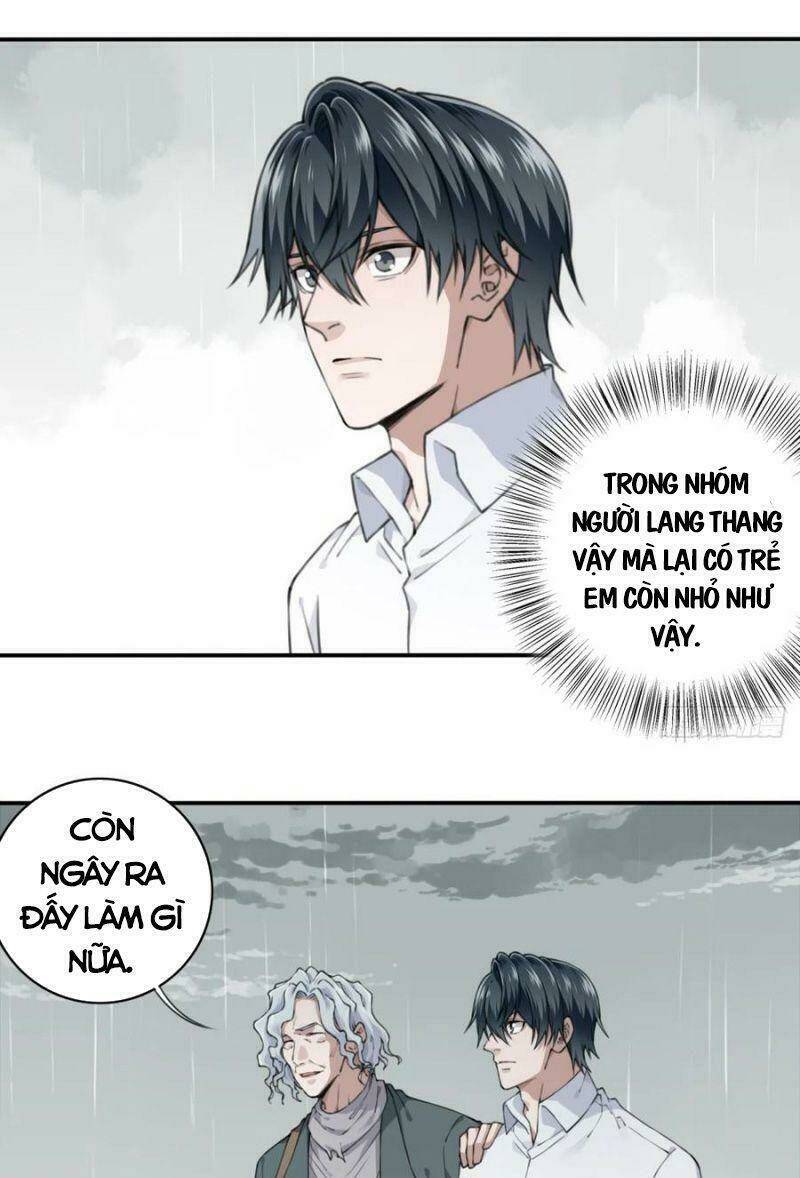 TRONG NHÓM
NGƯỜI LANG THANG
VẬY MÀ LẠI CÓ TRẺ
EM CÒN NHỎ NHƯ
VẬY.
CÒN
NGÂY RA
ĐẤY LÀM GÌ
NỮA.